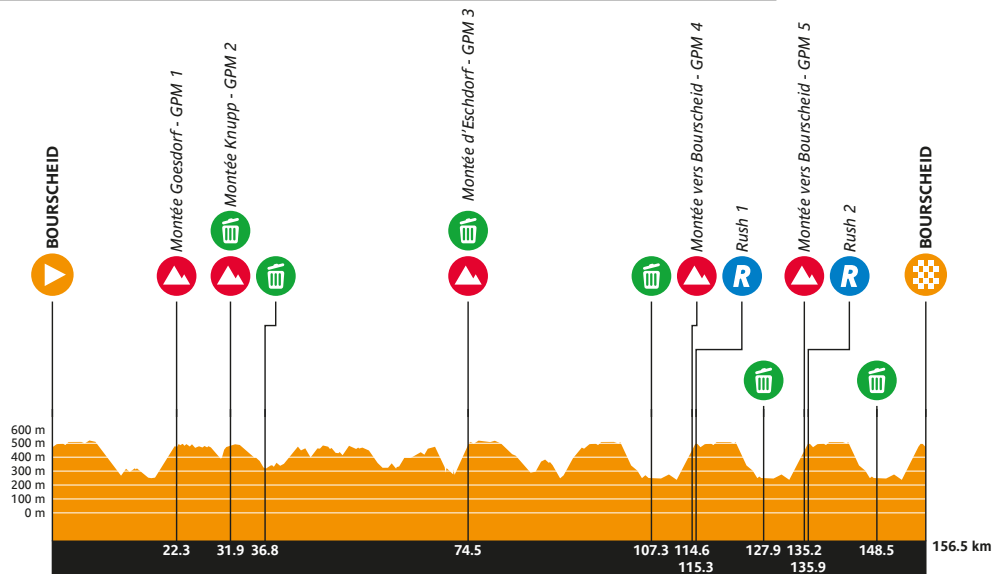 BOURSCHEID
Montée Goesdorf - GPM 1
Montée Knupp - GPM 2
Montée d'Eschdorf - GPM 3
Montée vers Bourscheid - GPM 4
Rush 1
Montée vers Bourscheid - GPM 5
Rush 2
BOURSCHEID
R
R
600 m
500 m
400 m
300 m
200 m
100 m
0 m
22.3
31.9
36.8
74.5
107.3
114.6
127.9
135.2
148.5
156.5 km
115.3
135.9